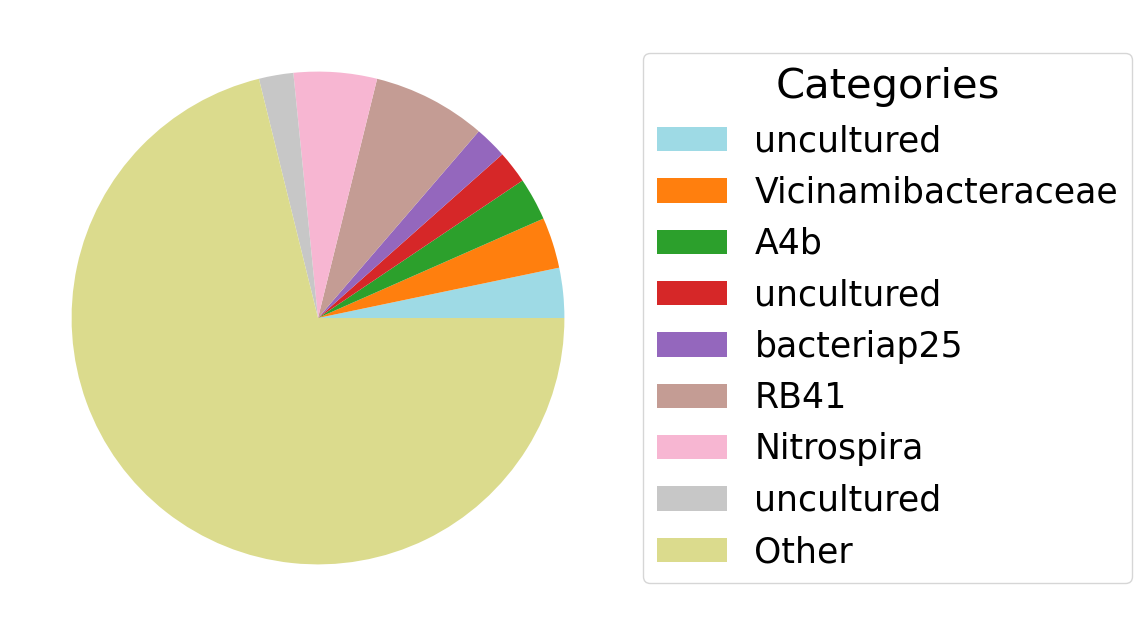 Categories
uncultured
Vicinamibacteraceae
A4b
uncultured
bacteriap25
RB41
Nitrospira
uncultured
Other